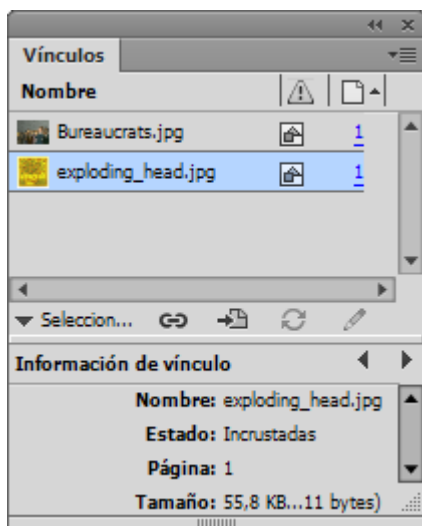 Vínculos
Nombre
Bureaucrats.jpg 1
exploding_head.jpg 1
Seleccion...
Información de vínculo
Nombre: exploding_head.jpg
Estado: Incrustadas
Página: 1
Tamaño: 55,8 KB...11 bytes)